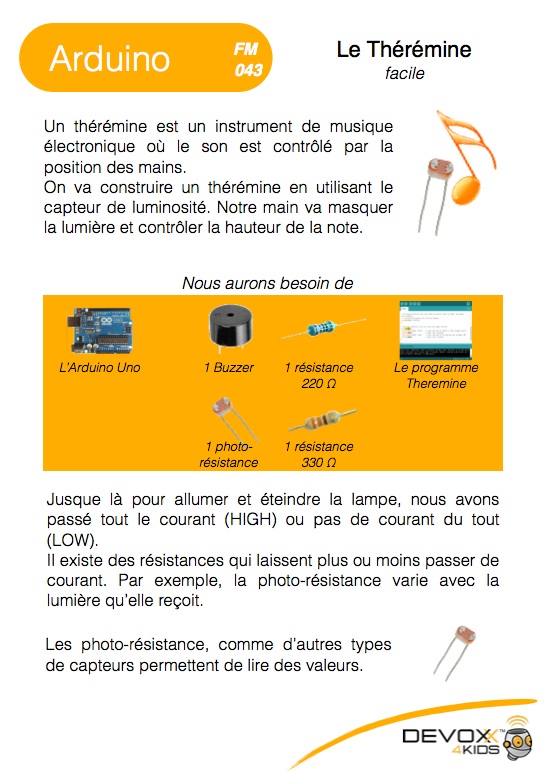 Arduino
FM
043
Le Thérémine
facile
Un thérémine est un instrument de musique
électronique où le son est contrôlé par la
position des mains.
On va construire un thérémine en utilisant le
capteur de luminosité. Notre main va masquer
la lumière et contrôler la hauteur de la note.
Nous aurons besoin de
L'Arduino Uno
1 Buzzer
1 résistance
220 Ω
Le programme
Theremine
1 photo-
résistance
1 résistance
330 Ω
Jusque là pour allumer et éteindre la lampe, nous avons
passé tout le courant (HIGH) ou pas de courant du tout
(LOW).
Il existe des résistances qui laissent plus ou moins passer de
courant. Par exemple, la photo-résistance varie avec la
lumière qu'elle reçoit.
Les photo-résistance, comme d'autres types
de capteurs permettent de lire des valeurs.
DEVOXX™
4KIDS